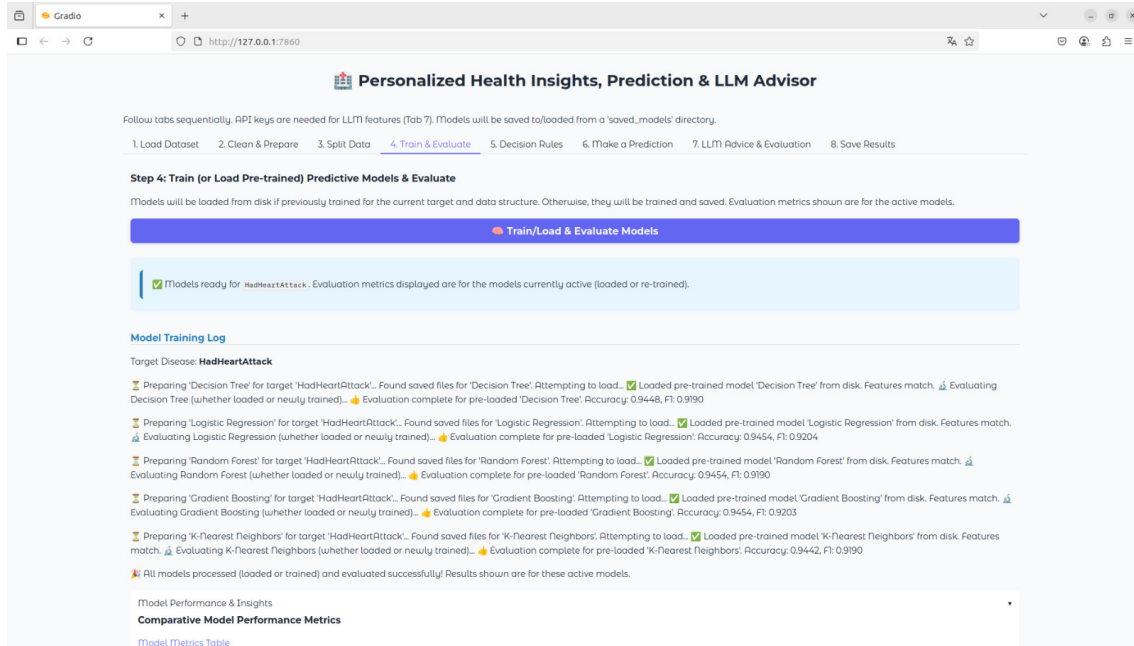 Gradio
http://127.0.0.1:7860
🏥 Personalized Health Insights, Prediction & LLM Advisor
Follow tabs sequentially. API keys are needed for LLM features (Tab 7). Models will be saved to/loaded from a 'saved_models' directory.
1. Load Dataset 2. Clean & Prepare 3. Split Data 4. Train & Evaluate 5. Decision Rules 6. Make a Prediction 7. LLM Advice & Evaluation 8. Save Results
Step 4: Train (or Load Pre-trained) Predictive Models & Evaluate
Models will be loaded from disk if previously trained for the current target and data structure. Otherwise, they will be trained and saved. Evaluation metrics shown are for the active models.
🧠 Train/Load & Evaluate Models
✅ Models ready for HadHeartAttack. Evaluation metrics displayed are for the models currently active (loaded or re-trained).
Model Training Log
Target Disease: HadHeartAttack
⏳ Preparing 'Decision Tree' for target 'HadHeartAttack'... Found saved files for 'Decision Tree'. Attempting to load... ✅ Loaded pre-trained model 'Decision Tree' from disk. Features match. 🔬 Evaluating
Decision Tree (whether loaded or newly trained)... 👍 Evaluation complete for pre-loaded 'Decision Tree'. Accuracy: 0.9448, F1: 0.9190
⏳ Preparing 'Logistic Regression' for target 'HadHeartAttack'... Found saved files for 'Logistic Regression'. Attempting to load... ✅ Loaded pre-trained model 'Logistic Regression' from disk. Features match.
🔬 Evaluating Logistic Regression (whether loaded or newly trained)... 👍 Evaluation complete for pre-loaded 'Logistic Regression'. Accuracy: 0.9454, F1: 0.9204
⏳ Preparing 'Random Forest' for target 'HadHeartAttack'... Found saved files for 'Random Forest'. Attempting to load... ✅ Loaded pre-trained model 'Random Forest' from disk. Features match. 🔬
Evaluating Random Forest (whether loaded or newly trained)... 👍 Evaluation complete for pre-loaded 'Random Forest'. Accuracy: 0.9454, F1: 0.9190
⏳ Preparing 'Gradient Boosting' for target 'HadHeartAttack'... Found saved files for 'Gradient Boosting'. Attempting to load... ✅ Loaded pre-trained model 'Gradient Boosting' from disk. Features match. 🔬
Evaluating Gradient Boosting (whether loaded or newly trained)... 👍 Evaluation complete for pre-loaded 'Gradient Boosting'. Accuracy: 0.9454, F1: 0.9203
⏳ Preparing 'K-Nearest Neighbors' for target 'HadHeartAttack'... Found saved files for 'K-Nearest Neighbors'. Attempting to load... ✅ Loaded pre-trained model 'K-Nearest Neighbors' from disk. Features
match. 🔬 Evaluating K-Nearest Neighbors (whether loaded or newly trained)... 👍 Evaluation complete for pre-loaded 'K-Nearest Neighbors'. Accuracy: 0.9442, F1: 0.9190
🎉 All models processed (loaded or trained) and evaluated successfully! Results shown are for these active models.
Model Performance & Insights
Comparative Model Performance Metrics
Model Metrics Table